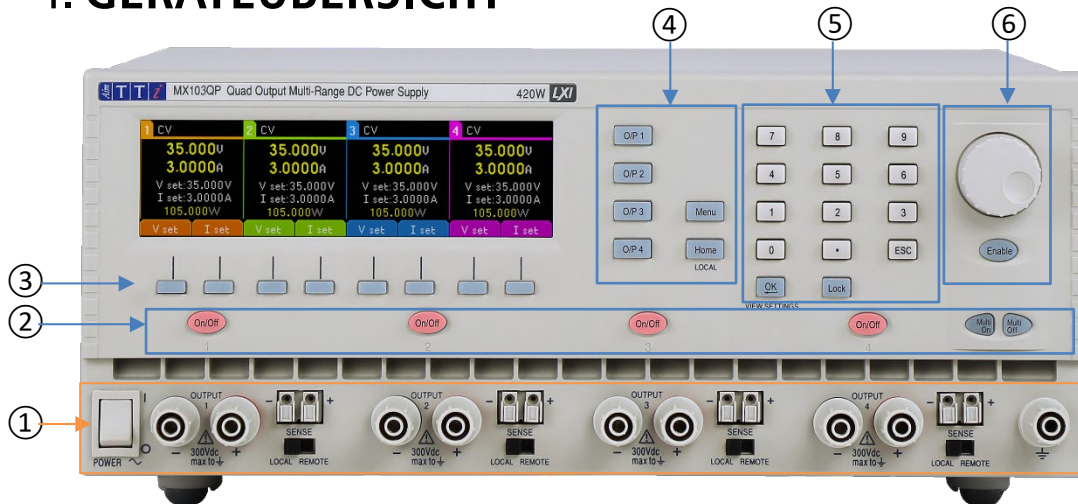 1. GERÄTEÜBERSICHT
④ ⑤ ⑥
Aim TTi MX103QP Quad Output Multi-Range DC Power Supply 420W LXI
1 CV 2 CV 3 CV 4 CV
35.000V 35.000V 35.000V 35.000V
3.0000A 3.0000A 3.0000A 3.0000A
V set:35.000V V set:35.000V V set:35.000V V set:35.000V
I set:3.0000A I set:3.0000A I set:3.0000A I set:3.0000A
105.000W 105.000W 105.000W 105.000W
V set I set V set I set V set I set V set I set
O/P 1
O/P 2
O/P 3 Menu
O/P 4 Home
LOCAL
7 8 9
4 5 6
1 2 3
0 . ESC
OK Lock
VIEW SETTINGS
Enable
③
②
On/Off On/Off On/Off On/Off Multi On Multi Off
1 2 3 4
①
I
O
POWER
OUTPUT 1 - + SENSE
- 300Vdc max to +
LOCAL REMOTE
OUTPUT 2 - + SENSE
- 300Vdc max to +
LOCAL REMOTE
OUTPUT 3 - + SENSE
- 300Vdc max to +
LOCAL REMOTE
OUTPUT 4 - + SENSE
- 300Vdc max to +
LOCAL REMOTE